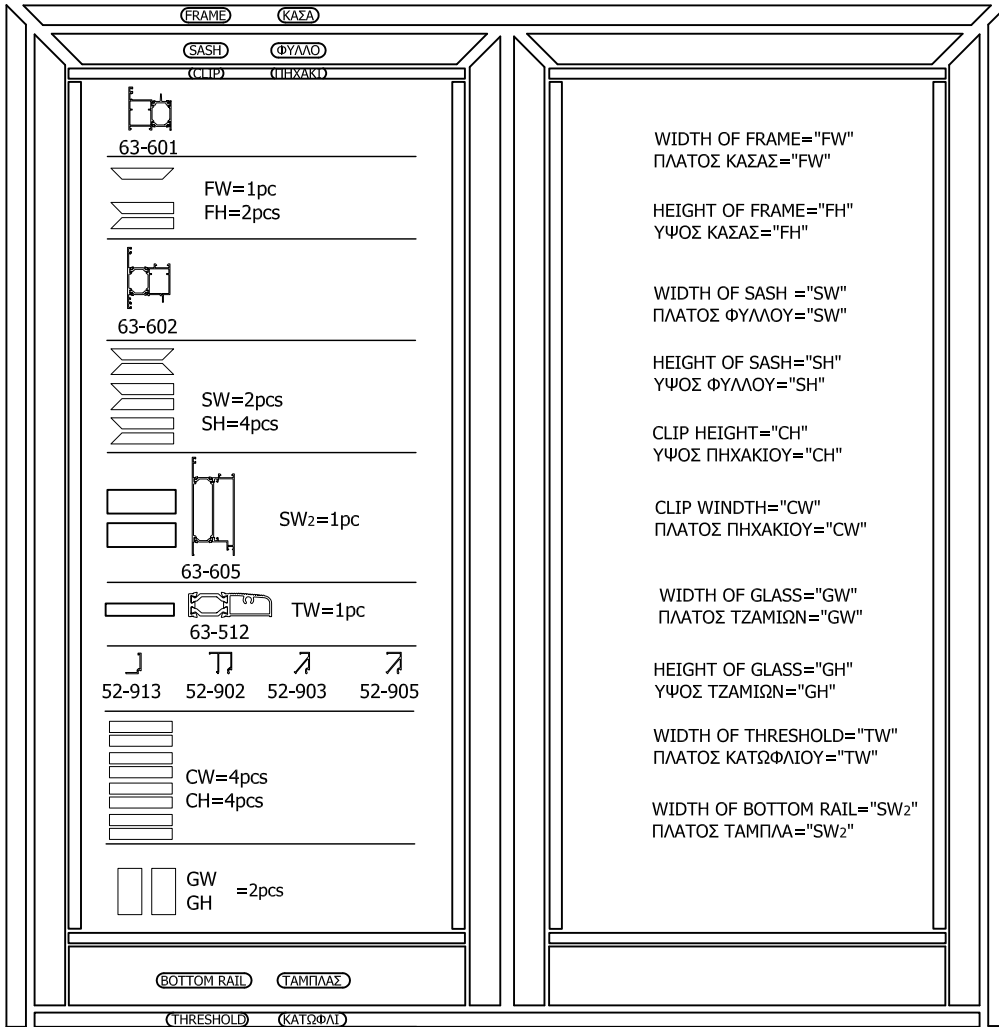 FRAME ΚΑΣΑ
SASH ΦΥΛΛΟ
CLIP ΠΗΧΑΚΙ
63-601
FW=1pc
FH=2pcs
63-602
SW=2pcs
SH=4pcs
SW2=1pc
63-605
TW=1pc
63-512
52-913 52-902 52-903 52-905
CW=4pcs
CH=4pcs
GW
GH =2pcs
BOTTOM RAIL ΤΑΜΠΛΑΣ
THRESHOLD ΚΑΤΩΦΛΙ
WIDTH OF FRAME="FW"
ΠΛΑΤΟΣ ΚΑΣΑΣ="FW"
HEIGHT OF FRAME="FH"
ΥΨΟΣ ΚΑΣΑΣ="FH"
WIDTH OF SASH ="SW"
ΠΛΑΤΟΣ ΦΥΛΛΟΥ="SW"
HEIGHT OF SASH="SH"
ΥΨΟΣ ΦΥΛΛΟΥ="SH"
CLIP HEIGHT="CH"
ΥΨΟΣ ΠΗΧΑΚΙΟΥ="CH"
CLIP WINDTH="CW"
ΠΛΑΤΟΣ ΠΗΧΑΚΙΟΥ="CW"
WIDTH OF GLASS="GW"
ΠΛΑΤΟΣ ΤΖΑΜΙΩΝ="GW"
HEIGHT OF GLASS="GH"
ΥΨΟΣ ΤΖΑΜΙΩΝ="GH"
WIDTH OF THRESHOLD="TW"
ΠΛΑΤΟΣ ΚΑΤΩΦΛΙΟΥ="TW"
WIDTH OF BOTTOM RAIL="SW2"
ΠΛΑΤΟΣ ΤΑΜΠΛΑ="SW2"